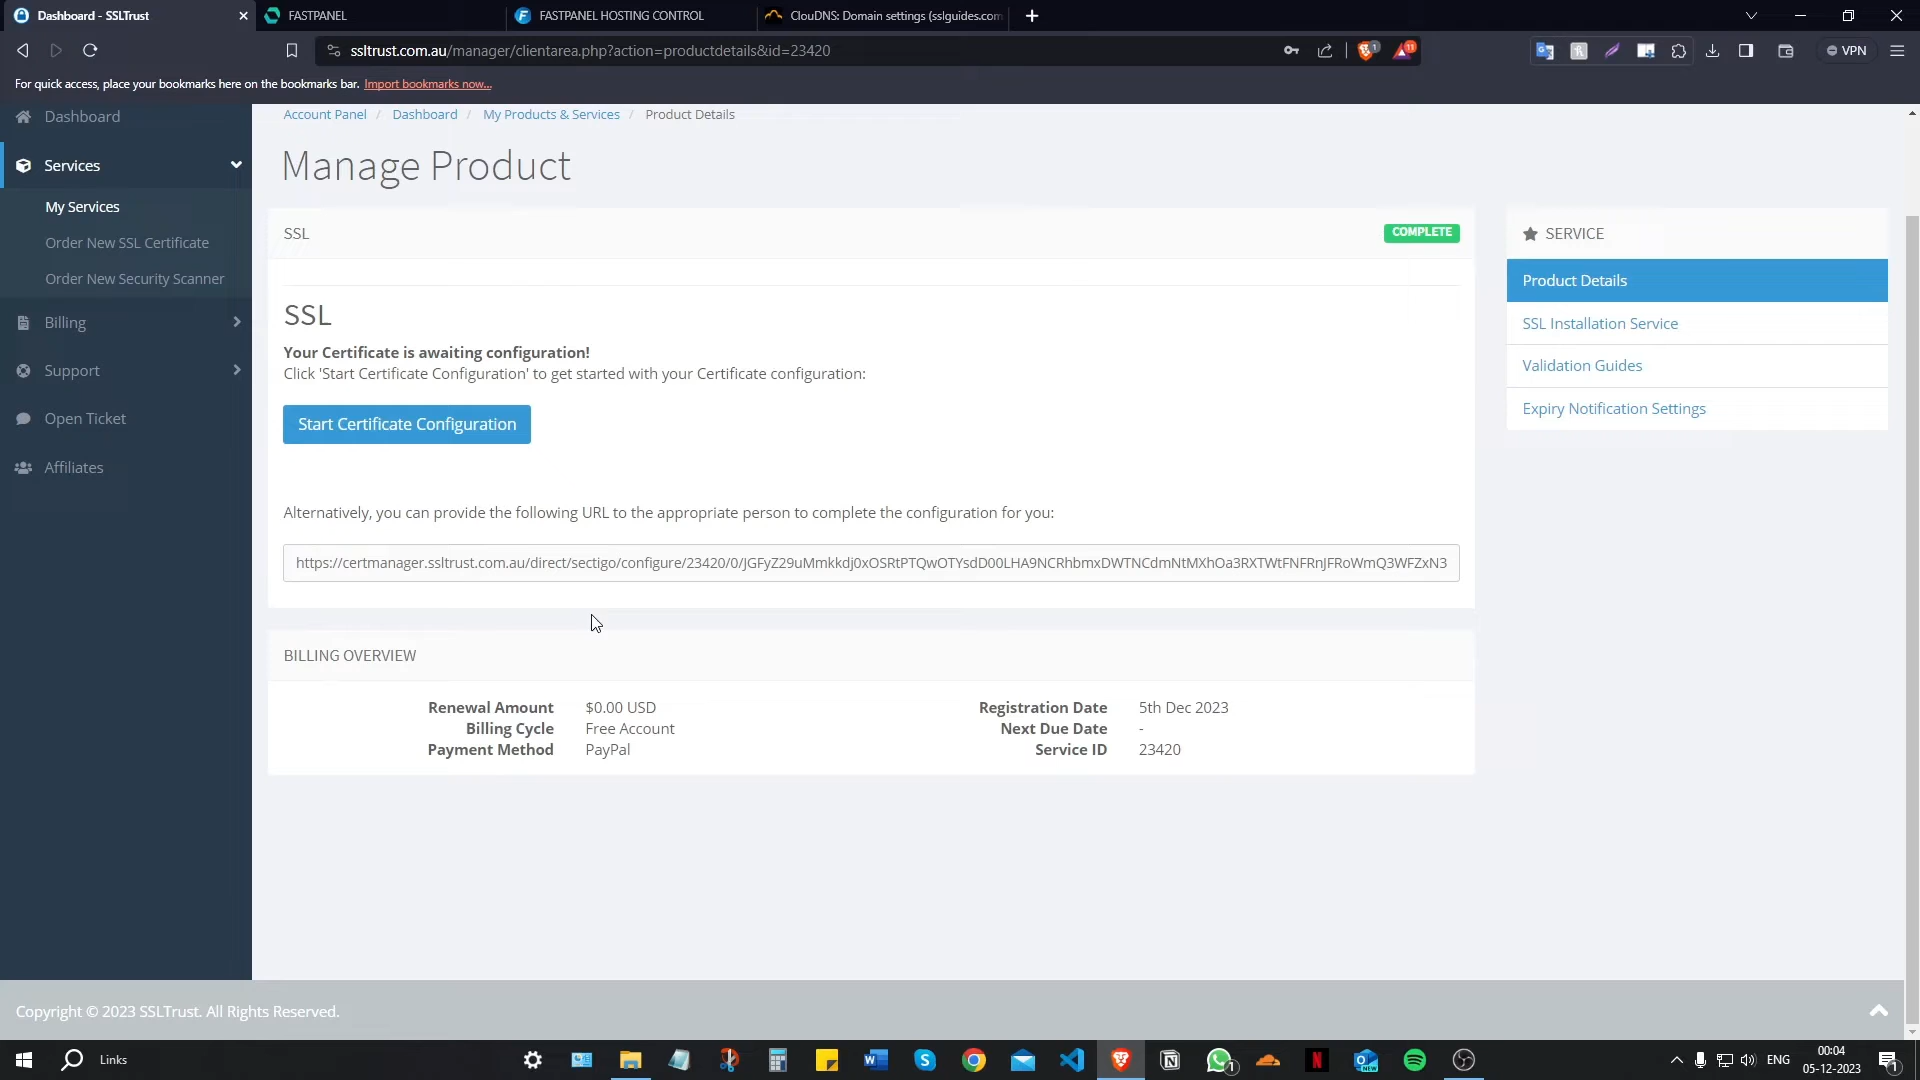 Dashboard - SSLTrust
FASTPANEL
FASTPANEL HOSTING CONTROL
ClouDNS: Domain settings (sslguides.com
ssltrust.com.au/manager/clientarea.php?action=productdetails&id=23420
1
11
VPN
For quick access, place your bookmarks here on the bookmarks bar. Import bookmarks now...
Dashboard
Services
My Services
Order New SSL Certificate
Order New Security Scanner
Billing
Support
Open Ticket
Affiliates
Account Panel / Dashboard / My Products & Services / Product Details
Manage Product
SSL
COMPLETE
SSL
Your Certificate is awaiting configuration!
Click 'Start Certificate Configuration' to get started with your Certificate configuration:
Start Certificate Configuration
Alternatively, you can provide the following URL to the appropriate person to complete the configuration for you:
https://certmanager.ssltrust.com.au/direct/sectigo/configure/23420/0/JGFyZ29uMmkkdj0xOSRtPTQwOTYsdD00LHA9NCRhbmxDWTNCdmNtMXhOa3RXTWtFNFRnJFRoWmQ3WFZxN3
BILLING OVERVIEW
Renewal Amount $0.00 USD
Billing Cycle Free Account
Payment Method PayPal
Registration Date 5th Dec 2023
Next Due Date -
Service ID 23420
SERVICE
Product Details
SSL Installation Service
Validation Guides
Expiry Notification Settings
Copyright © 2023 SSLTrust. All Rights Reserved.
Links
ENG
00:04
05-12-2023
1